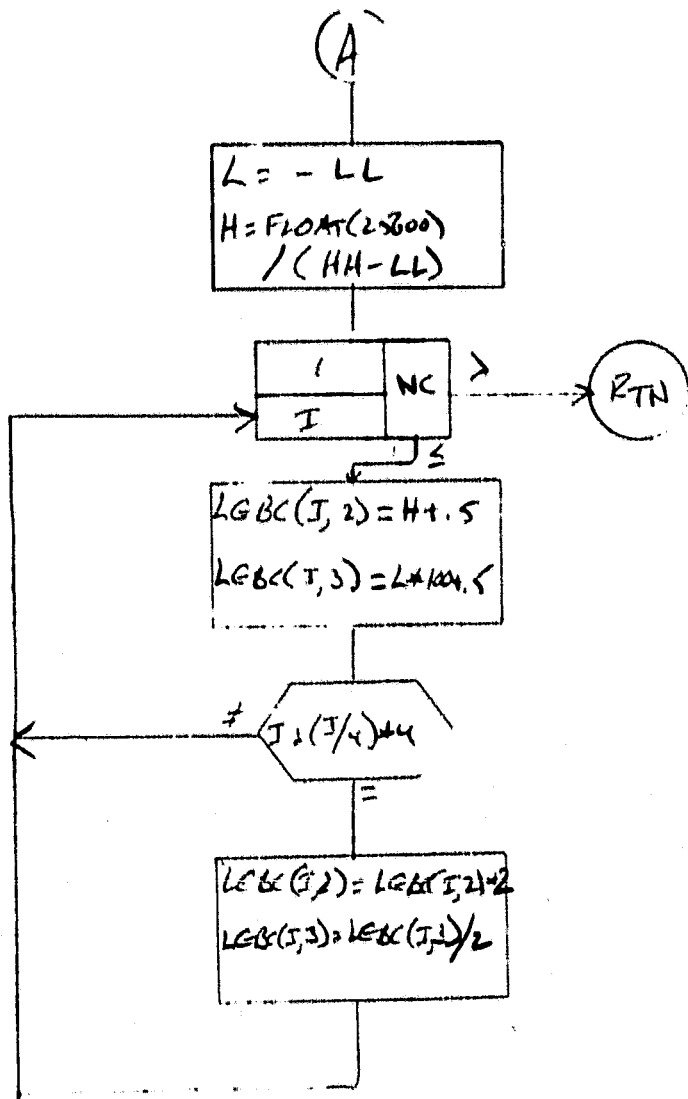 A
L = - LL
H = FLOAT(25600)
/ (HH-LL)
1
NC
>
RTN
I
≤
LGBC(I, 2) = H+.5
LGBC(I, 3) = L*100+.5
≠
I : (I/4)*4
=
LGBC(I,2) = LGBC(I,2)*2
LGBC(I,3) = LGBC(I,3)/2